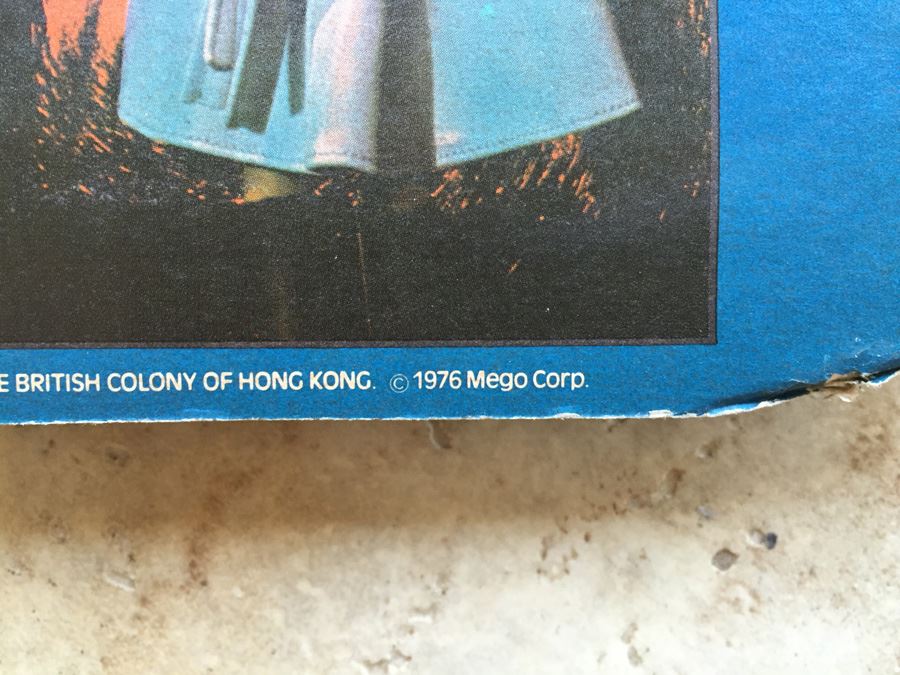 E BRITISH COLONY OF HONG KONG. © 1976 Mego Corp.